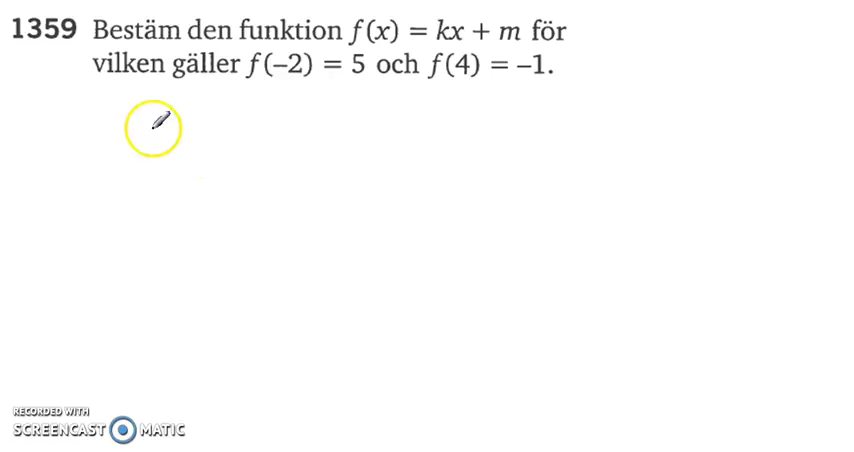 1359 Bestäm den funktion f(x) = kx + m för
vilken gäller f(–2) = 5 och f(4) = –1.
RECORDED WITH
SCREENCAST MATIC